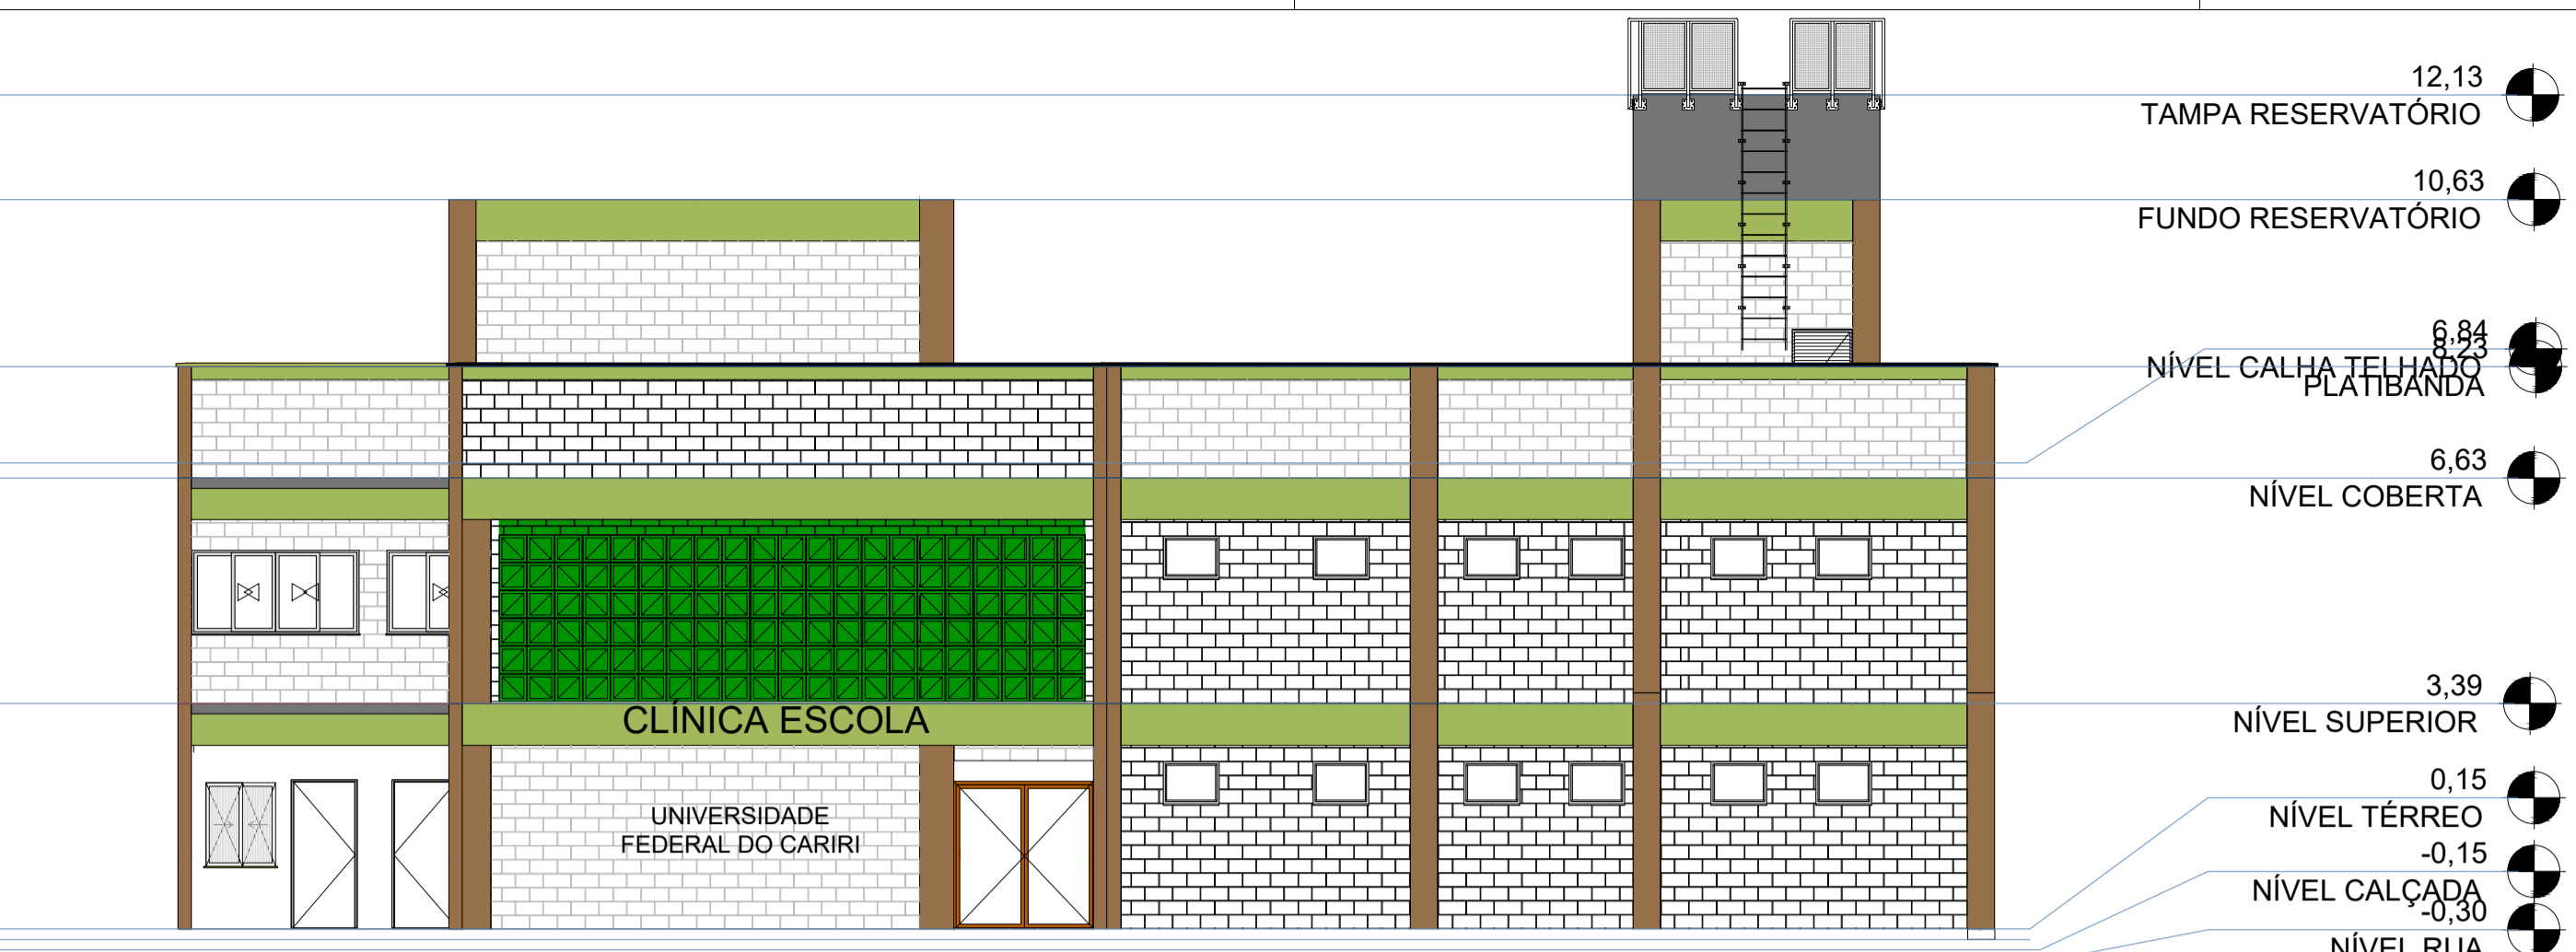 12,13
TAMPA RESERVATÓRIO
10,63
FUNDO RESERVATÓRIO
6,84
8,23
NÍVEL CALHA TELHADO
PLATIBANDA
6,63
NÍVEL COBERTA
3,39
NÍVEL SUPERIOR
CLÍNICA ESCOLA
0,15
NÍVEL TÉRREO
UNIVERSIDADE
FEDERAL DO CARIRI
-0,15
NÍVEL CALÇADA
-0,30
NÍVEL RUA